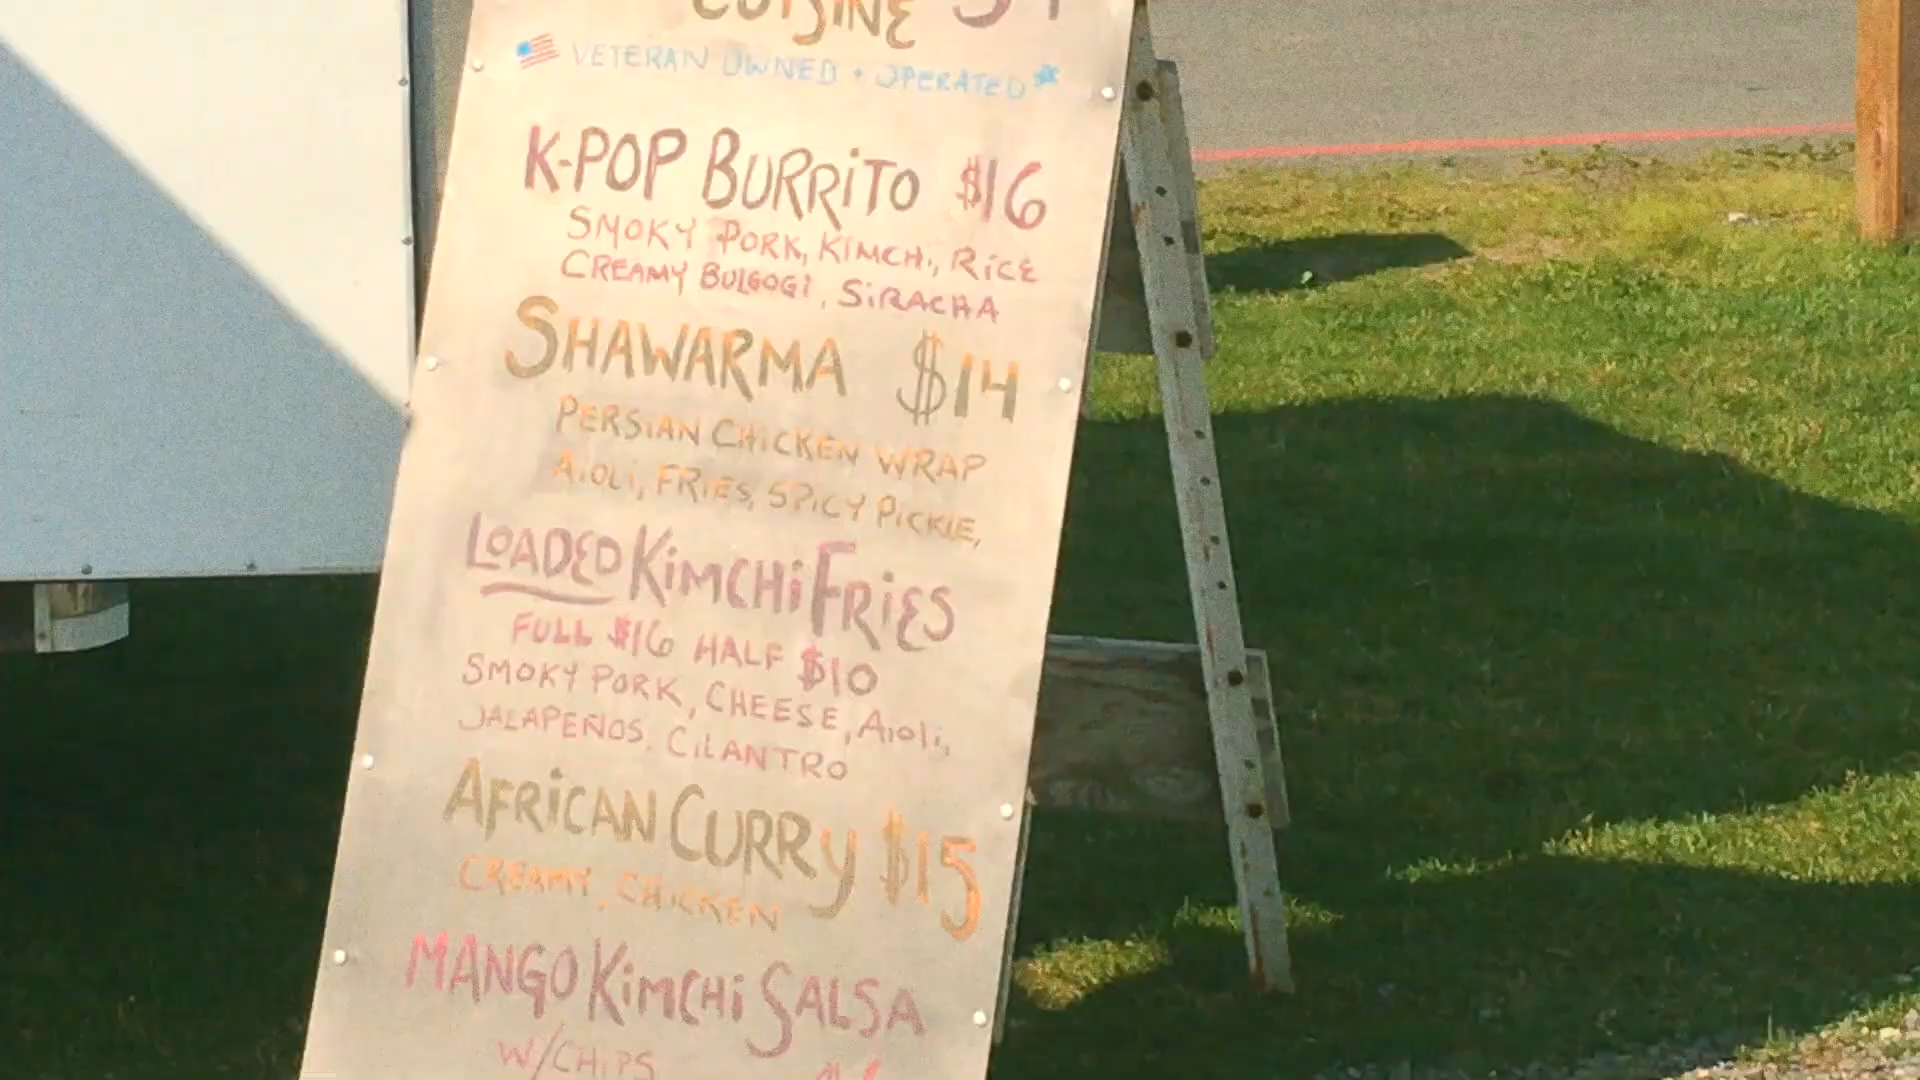 CUISINE
VETERAN OWNED + OPERATED
K-POP BURRITO $16
SMOKY PORK, KIMCHI, RICE
CREAMY BULGOGI, SIRACHA
SHAWARMA $14
PERSIAN CHICKEN WRAP
AIOLI, FRIES, SPICY PICKLE,
LOADED KIMCHI FRIES
FULL $16 HALF $10
SMOKY PORK, CHEESE, AIOLI,
JALAPEÑOS, CILANTRO
AFRICAN CURRY $15
CREAMY, CHICKEN
MANGO KIMCHI SALSA
W/CHIPS